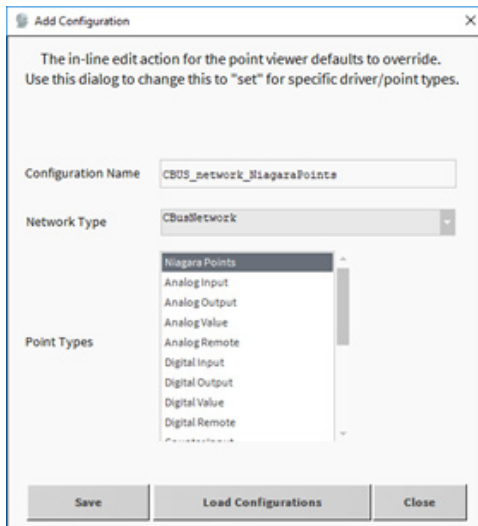 Add Configuration
The in-line edit action for the point viewer defaults to override.
Use this dialog to change this to "set" for specific driver/point types.
Configuration Name
CBUS_network_NiagaraPoints
Network Type
CBusNetwork
Point Types
Niagara Points
Analog Input
Analog Output
Analog Value
Analog Remote
Digital Input
Digital Output
Digital Value
Digital Remote
Save
Load Configurations
Close